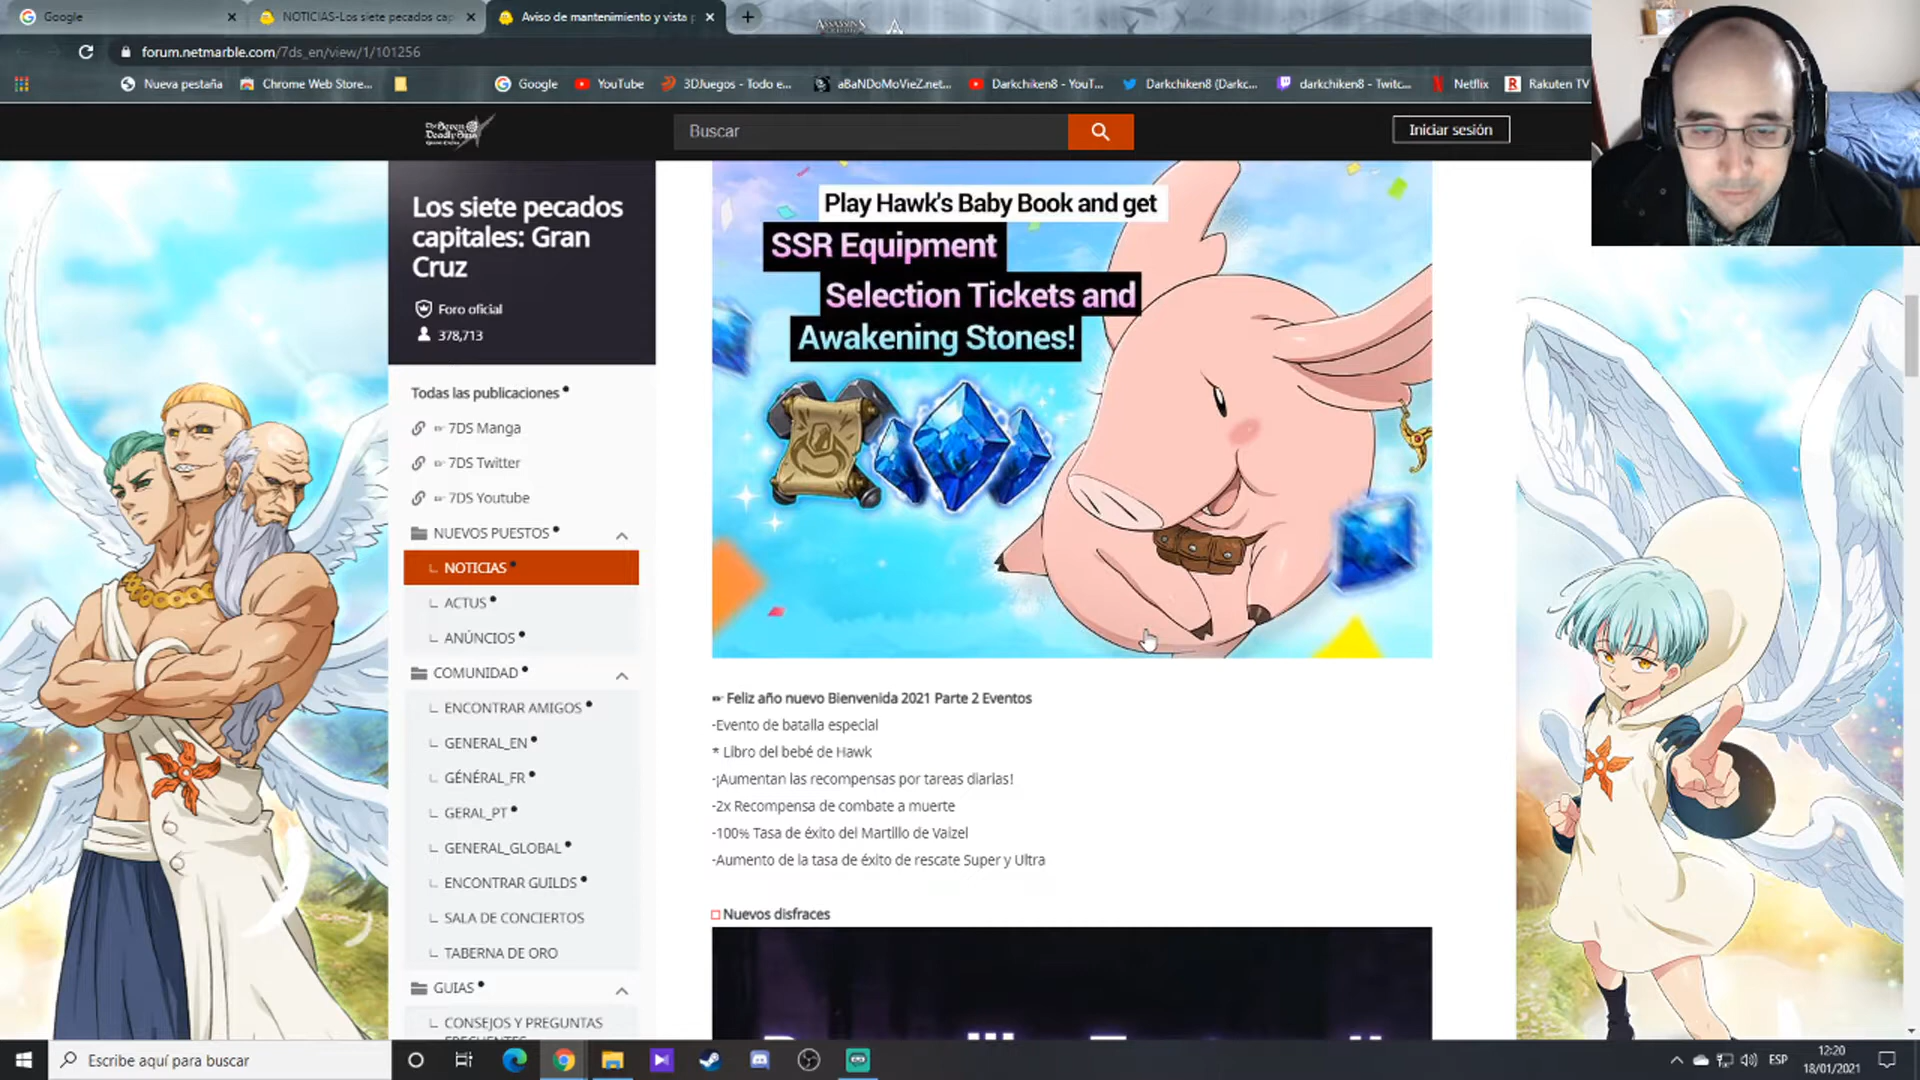 Google
NOTICIAS-Los siete pecados cap
Aviso de mantenimiento y vista p
ASSASSINS
forum.netmarble.com/7ds_en/view/1/101256
Nueva pestaña
Chrome Web Store...
Google
YouTube
3DJuegos - Todo e...
aBaNDoMoVieZ.net...
Darkchiken8 - YouT...
Darkchiken8 (Darkc...
darkchiken8 - Twitc...
Netflix
Rakuten TV
The Seven
Deadly Sins
Buscar
Iniciar sesión
Los siete pecados
capitales: Gran
Cruz
Foro oficial
378,713
Todas las publicaciones
7DS Manga
7DS Twitter
7DS Youtube
NUEVOS PUESTOS
NOTICIAS
ACTUS
ANÚNCIOS
COMUNIDAD
ENCONTRAR AMIGOS
GENERAL_EN
GÉNÉRAL_FR
GERAL_PT
GENERAL_GLOBAL
ENCONTRAR GUILDS
SALA DE CONCIERTOS
TABERNA DE ORO
GUIAS
CONSEJOS Y PREGUNTAS
FRECUENTES
Play Hawk's Baby Book and get
SSR Equipment
Selection Tickets and
Awakening Stones!
Feliz año nuevo Bienvenida 2021 Parte 2 Eventos
-Evento de batalla especial
* Libro del bebé de Hawk
-¡Aumentan las recompensas por tareas diarias!
-2x Recompensa de combate a muerte
-100% Tasa de éxito del Martillo de Vaizel
-Aumento de la tasa de éxito de rescate Super y Ultra
Nuevos disfraces
Escribe aquí para buscar
ESP
12:20
18/01/2021